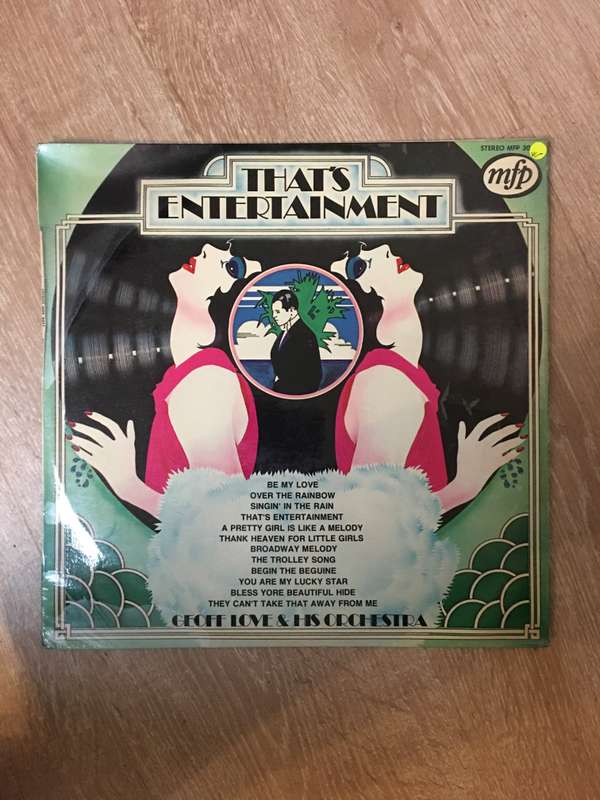 STEREO MFP
mfp
THAT'S
ENTERTAINMENT
BE MY LOVE
OVER THE RAINBOW
SINGIN' IN THE RAIN
THAT'S ENTERTAINMENT
A PRETTY GIRL IS LIKE A MELODY
THANK HEAVEN FOR LITTLE GIRLS
BROADWAY MELODY
THE TROLLEY SONG
BEGIN THE BEGUINE
YOU ARE MY LUCKY STAR
BLESS YORE BEAUTIFUL HIDE
THEY CAN'T TAKE THAT AWAY FROM ME
GEOFF LOVE & HIS ORCHESTRA